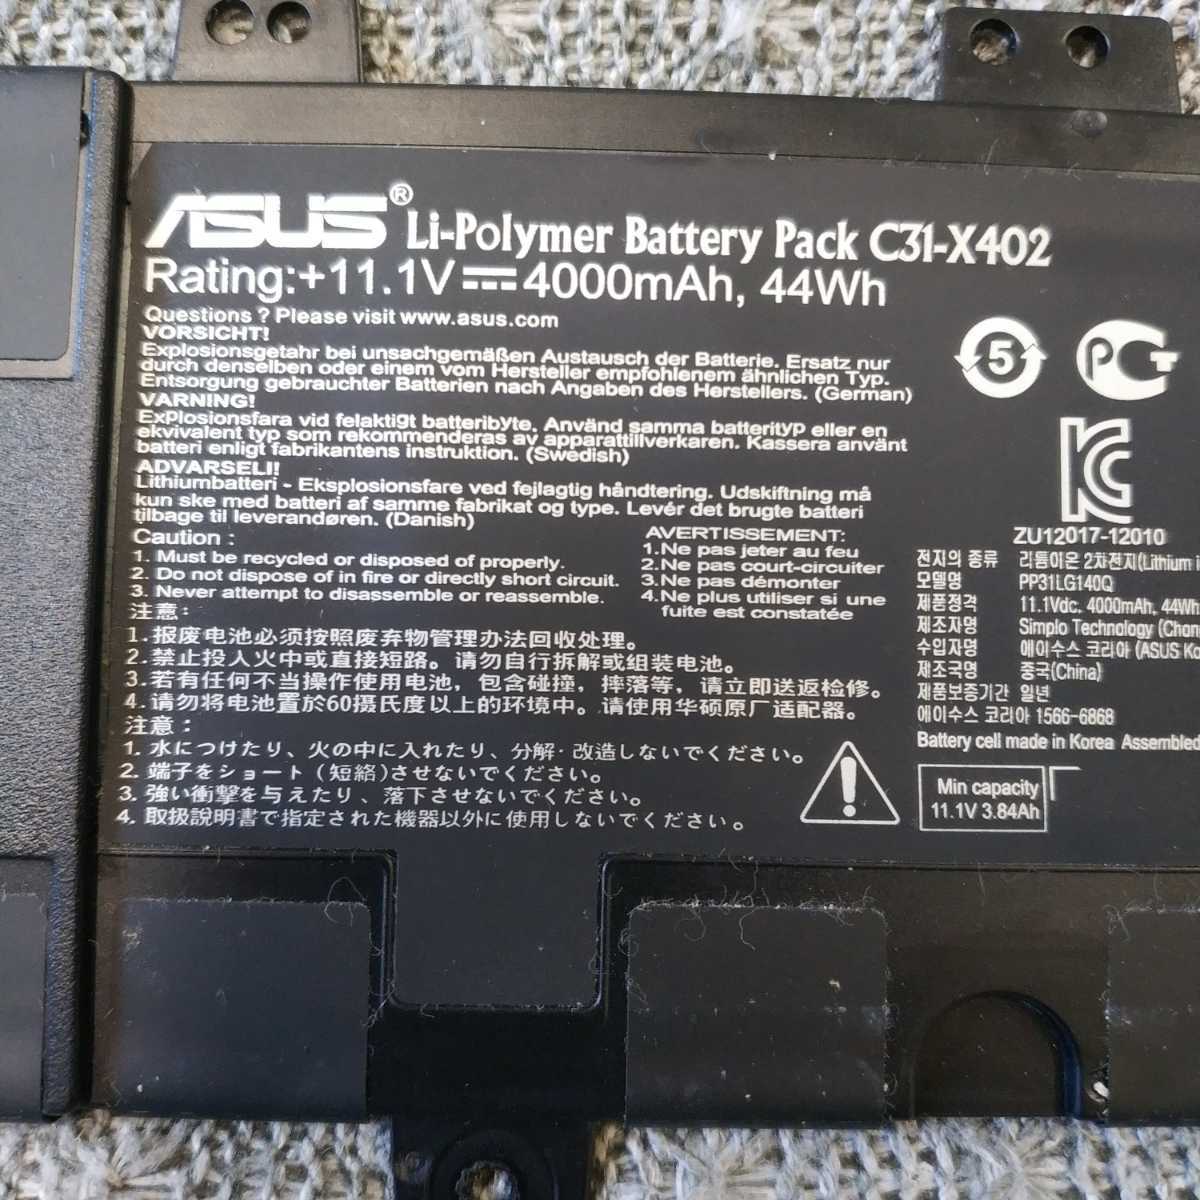 ASUS® Li-Polymer Battery Pack C31-X402
Rating:+11.1V⎓4000mAh, 44Wh
Questions ? Please visit www.asus.com
VORSICHT!
Explosionsgetahr bei unsachgemäßen Austausch der Batterie. Ersatz nur
durch denselben oder einem vom Hersteller empfohlenem ähnlichen Typ.
Entsorgung gebrauchter Batterien nach Angaben des Herstellers. (German)
VARNING!
Explosionsfara vid felaktigt batteribyte. Använd samma batterityp eller en
ekvivalent typ som rekommenderas av apparattillverkaren. Kassera använt
batteri enligt fabrikantens instruktion. (Swedish)
ADVARSELI!
Lithiumbatteri - Eksplosionsfare ved fejlagtig håndtering. Udskiftning må
kun ske med batteri af samme fabrikat og type. Levér det brugte batteri
tilbage til leverandøren. (Danish)
Caution :
1. Must be recycled or disposed of properly.
2. Do not dispose of in fire or directly short circuit.
3. Never attempt to disassemble or reassemble.
AVERTISSEMENT:
1.Ne pas jeter au feu
2.Ne pas court-circuiter
3.Ne pas démonter
4.Ne plus utiliser si une
fuite est constatée
注意:
1.报废电池必须按照废弃物管理办法回收处理。
2.禁止投入火中或直接短路。请勿自行拆解或组装电池。
3.若有任何不当操作使用电池，包含碰撞，摔落等，请立即送返检修。
4.请勿将电池置於60摄氏度以上的环境中。请使用华硕原厂适配器。
注意：
1. 水につけたり、火の中に入れたり、分解·改造しないでください。
2. 端子をショート（短絡)させないでください。
3. 強い衝撃を与えたり、落下させないでください。
4. 取扱説明書で指定された機器以外に使用しないでください。
5
PCT
KC
ZU12017-12010
전지의 종류 리튬이온 2차전지(Lithium i
모델명 PP31LG140Q
제품정격 11.1Vdc, 4000mAh, 44Wh
제조자명 Simplo Technology (Chan
수입자명 에이수스 코리아 (ASUS Ko
제조국명 중국(China)
제품보증기간 일년
에이수스 코리아 1566-6868
Battery cell made in Korea Assembled
Min capacity
11.1V 3.84Ah